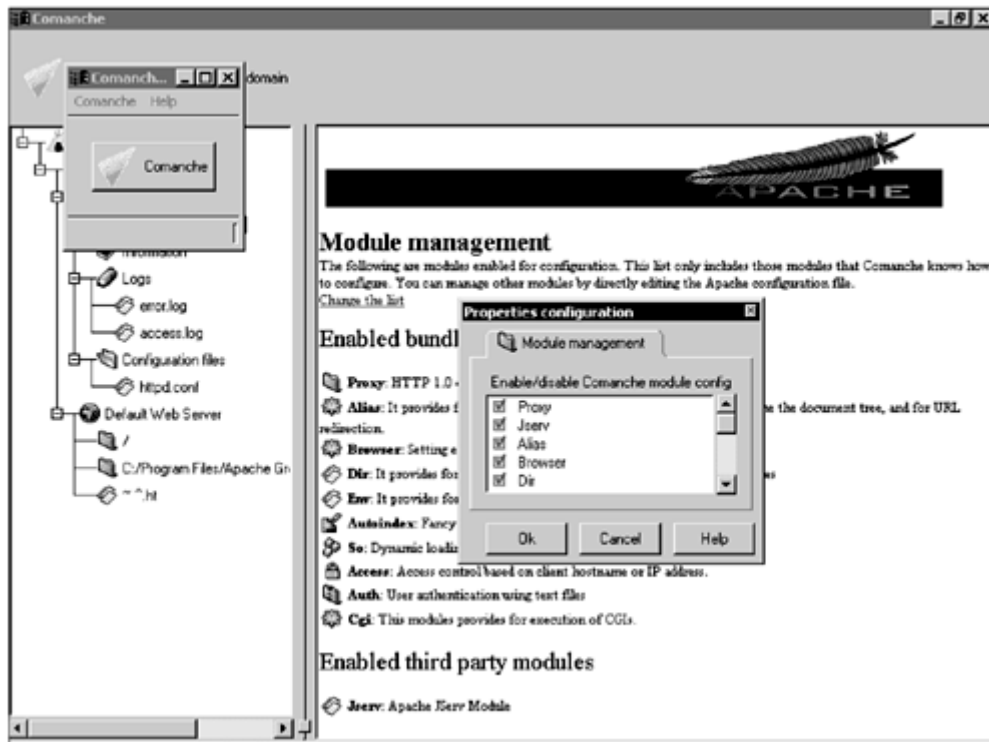 Comanche
Comanch...
domain
Comanche Help
Comanche
Information
Logs
error.log
access.log
Configuration files
httpd.conf
Default Web Server
/
C:/Program Files/Apache Gr
~ ^.ht
APACHE
Module management
The following are modules enabled for configuration. This list only includes those modules that Comanche knows how
to configure. You can manage other modules by directly editing the Apache configuration file.
Change the list
Enabled bundl
Proxy: HTTP 1.0
Alias: It provides f
e the document tree, and for URL
redirection.
Browser: Setting e
Dir: It provides for
es
Env: It provides for
Autoindex: Fancy
So: Dynamic loadin
Access: Access control based on client hostname or IP address.
Auth: User authentication using text files
Cgi: This modules provides for execution of CGIs.
Enabled third party modules
Jserv: Apache JServ Module
Properties configuration
Module management
Enable/disable Comanche module config
Proxy
Jserv
Alias
Browser
Dir
Ok
Cancel
Help